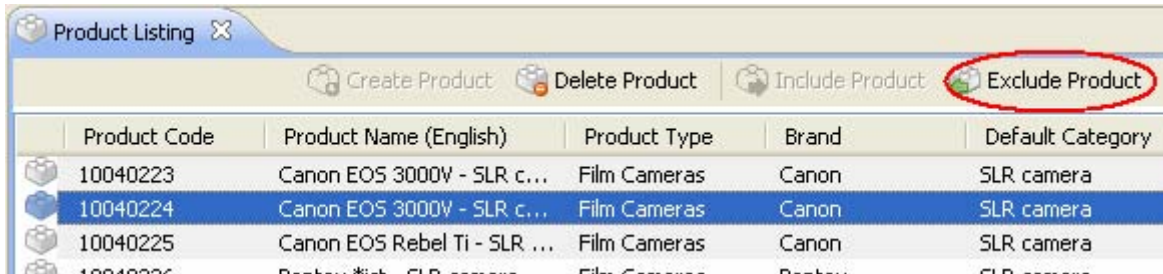 Product Listing
Create Product Delete Product Include Product Exclude Product
Product Code Product Name (English) Product Type Brand Default Category
10040223 Canon EOS 3000V - SLR c... Film Cameras Canon SLR camera
10040224 Canon EOS 3000V - SLR c... Film Cameras Canon SLR camera
10040225 Canon EOS Rebel Ti - SLR ... Film Cameras Canon SLR camera